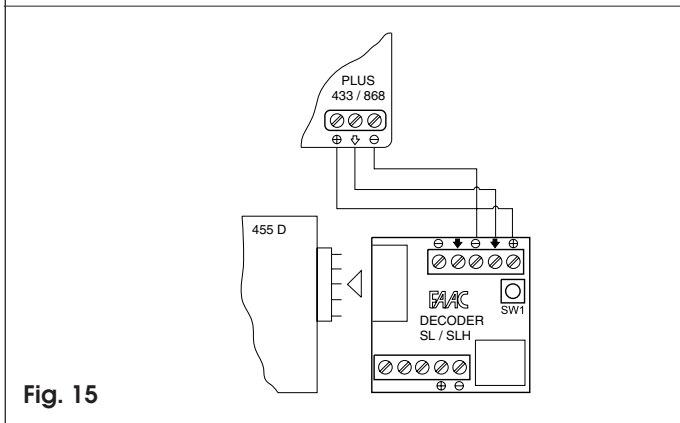 PLUS
433 / 868
⊕ ⇩ ⊖
455 D
⊖ 🡇 ⊖ 🡇 ⊕
FAAC
SW1
DECODER
SL / SLH
⊕ ⊖
Fig. 15